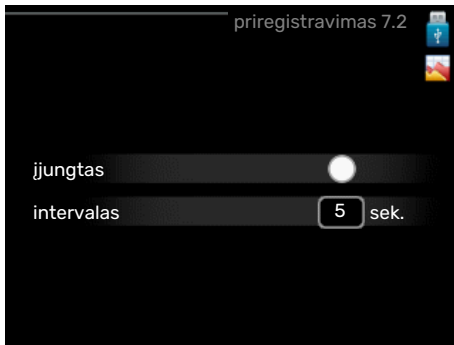 priregistravimas 7.2
įjungtas
intervalas 5 sek.